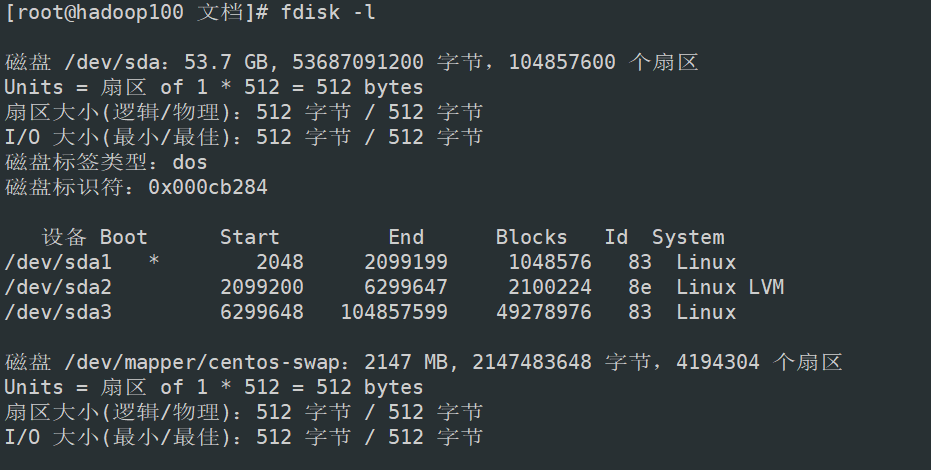 [root@hadoop100 文档]# fdisk -l
磁盘 /dev/sda：53.7 GB, 53687091200 字节，104857600 个扇区
Units = 扇区 of 1 * 512 = 512 bytes
扇区大小(逻辑/物理)：512 字节 / 512 字节
I/O 大小(最小/最佳)：512 字节 / 512 字节
磁盘标签类型：dos
磁盘标识符：0x000cb284
   设备 Boot      Start         End      Blocks   Id  System
/dev/sda1   *        2048     2099199     1048576   83  Linux
/dev/sda2         2099200     6299647     2100224   8e  Linux LVM
/dev/sda3         6299648   104857599    49278976   83  Linux
磁盘 /dev/mapper/centos-swap：2147 MB, 2147483648 字节，4194304 个扇区
Units = 扇区 of 1 * 512 = 512 bytes
扇区大小(逻辑/物理)：512 字节 / 512 字节
I/O 大小(最小/最佳)：512 字节 / 512 字节